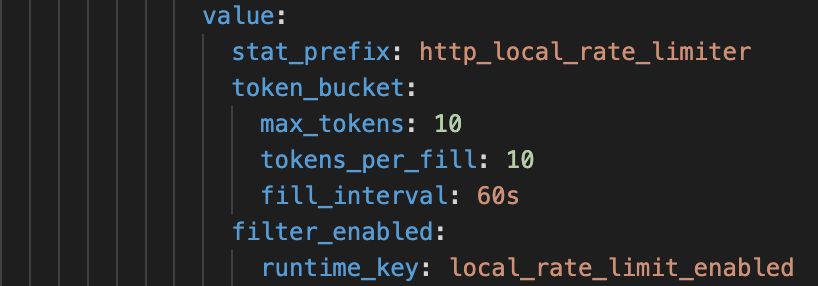 value:
stat_prefix: http_local_rate_limiter
token_bucket:
max_tokens: 10
tokens_per_fill: 10
fill_interval: 60s
filter_enabled:
runtime_key: local_rate_limit_enabled